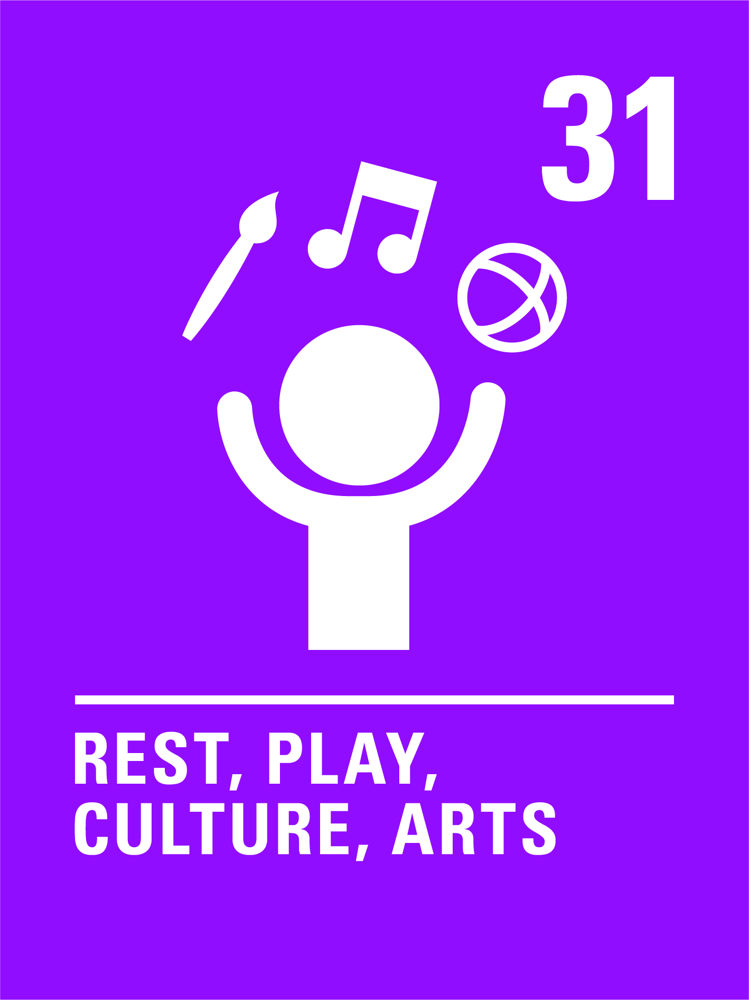 31
REST, PLAY,
CULTURE, ARTS